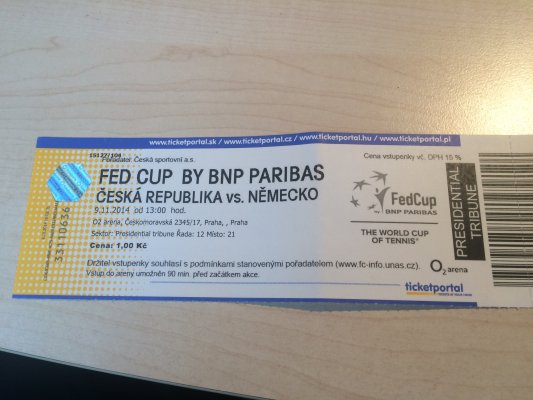 www.ticketportal.sk / www.ticketportal.cz / www.ticketportal.hu / www.ticketportal.pl
15127/104
Pořadatel: Česká sportovní a.s.
Cena vstupenky vč. DPH 15 %
FED CUP BY BNP PARIBAS
ČESKÁ REPUBLIKA vs. NĚMECKO
9.11.2014 od 13:00 hod.
O2 arena, Českomoravská 2345/17, Praha, , Praha
Sektor: Presidential tribune Řada: 12 Místo: 21
Cena: 1,00 Kč
Držitel vstupenky souhlasí s podmínkami stanovenými pořadatelem (www.fc-info.unas.cz).
Vstup do areny umožněn 90 min. před začátkem akce.
33110636
FedCup
by BNP PARIBAS
THE WORLD CUP
OF TENNIS®
O2 arena
ticketportal
PRESIDENTIAL
TRIBUNE